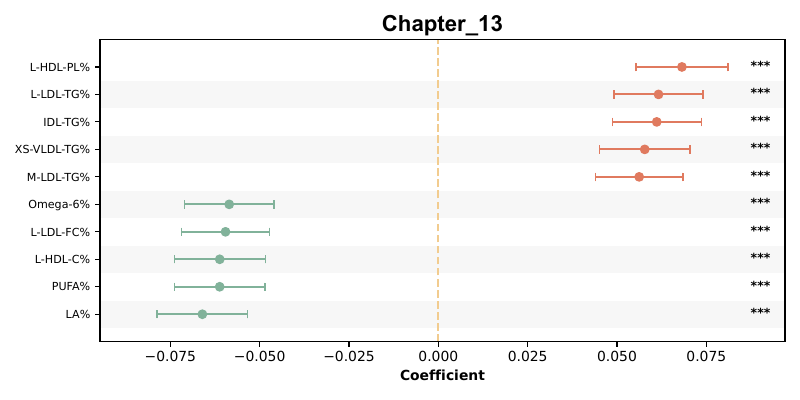 Chapter_13
L-HDL-PL% ***
L-LDL-TG% ***
IDL-TG% ***
XS-VLDL-TG% ***
M-LDL-TG% ***
Omega-6% ***
L-LDL-FC% ***
L-HDL-C% ***
PUFA% ***
LA% ***
−0.075 −0.050 −0.025 0.000 0.025 0.050 0.075
Coefficient